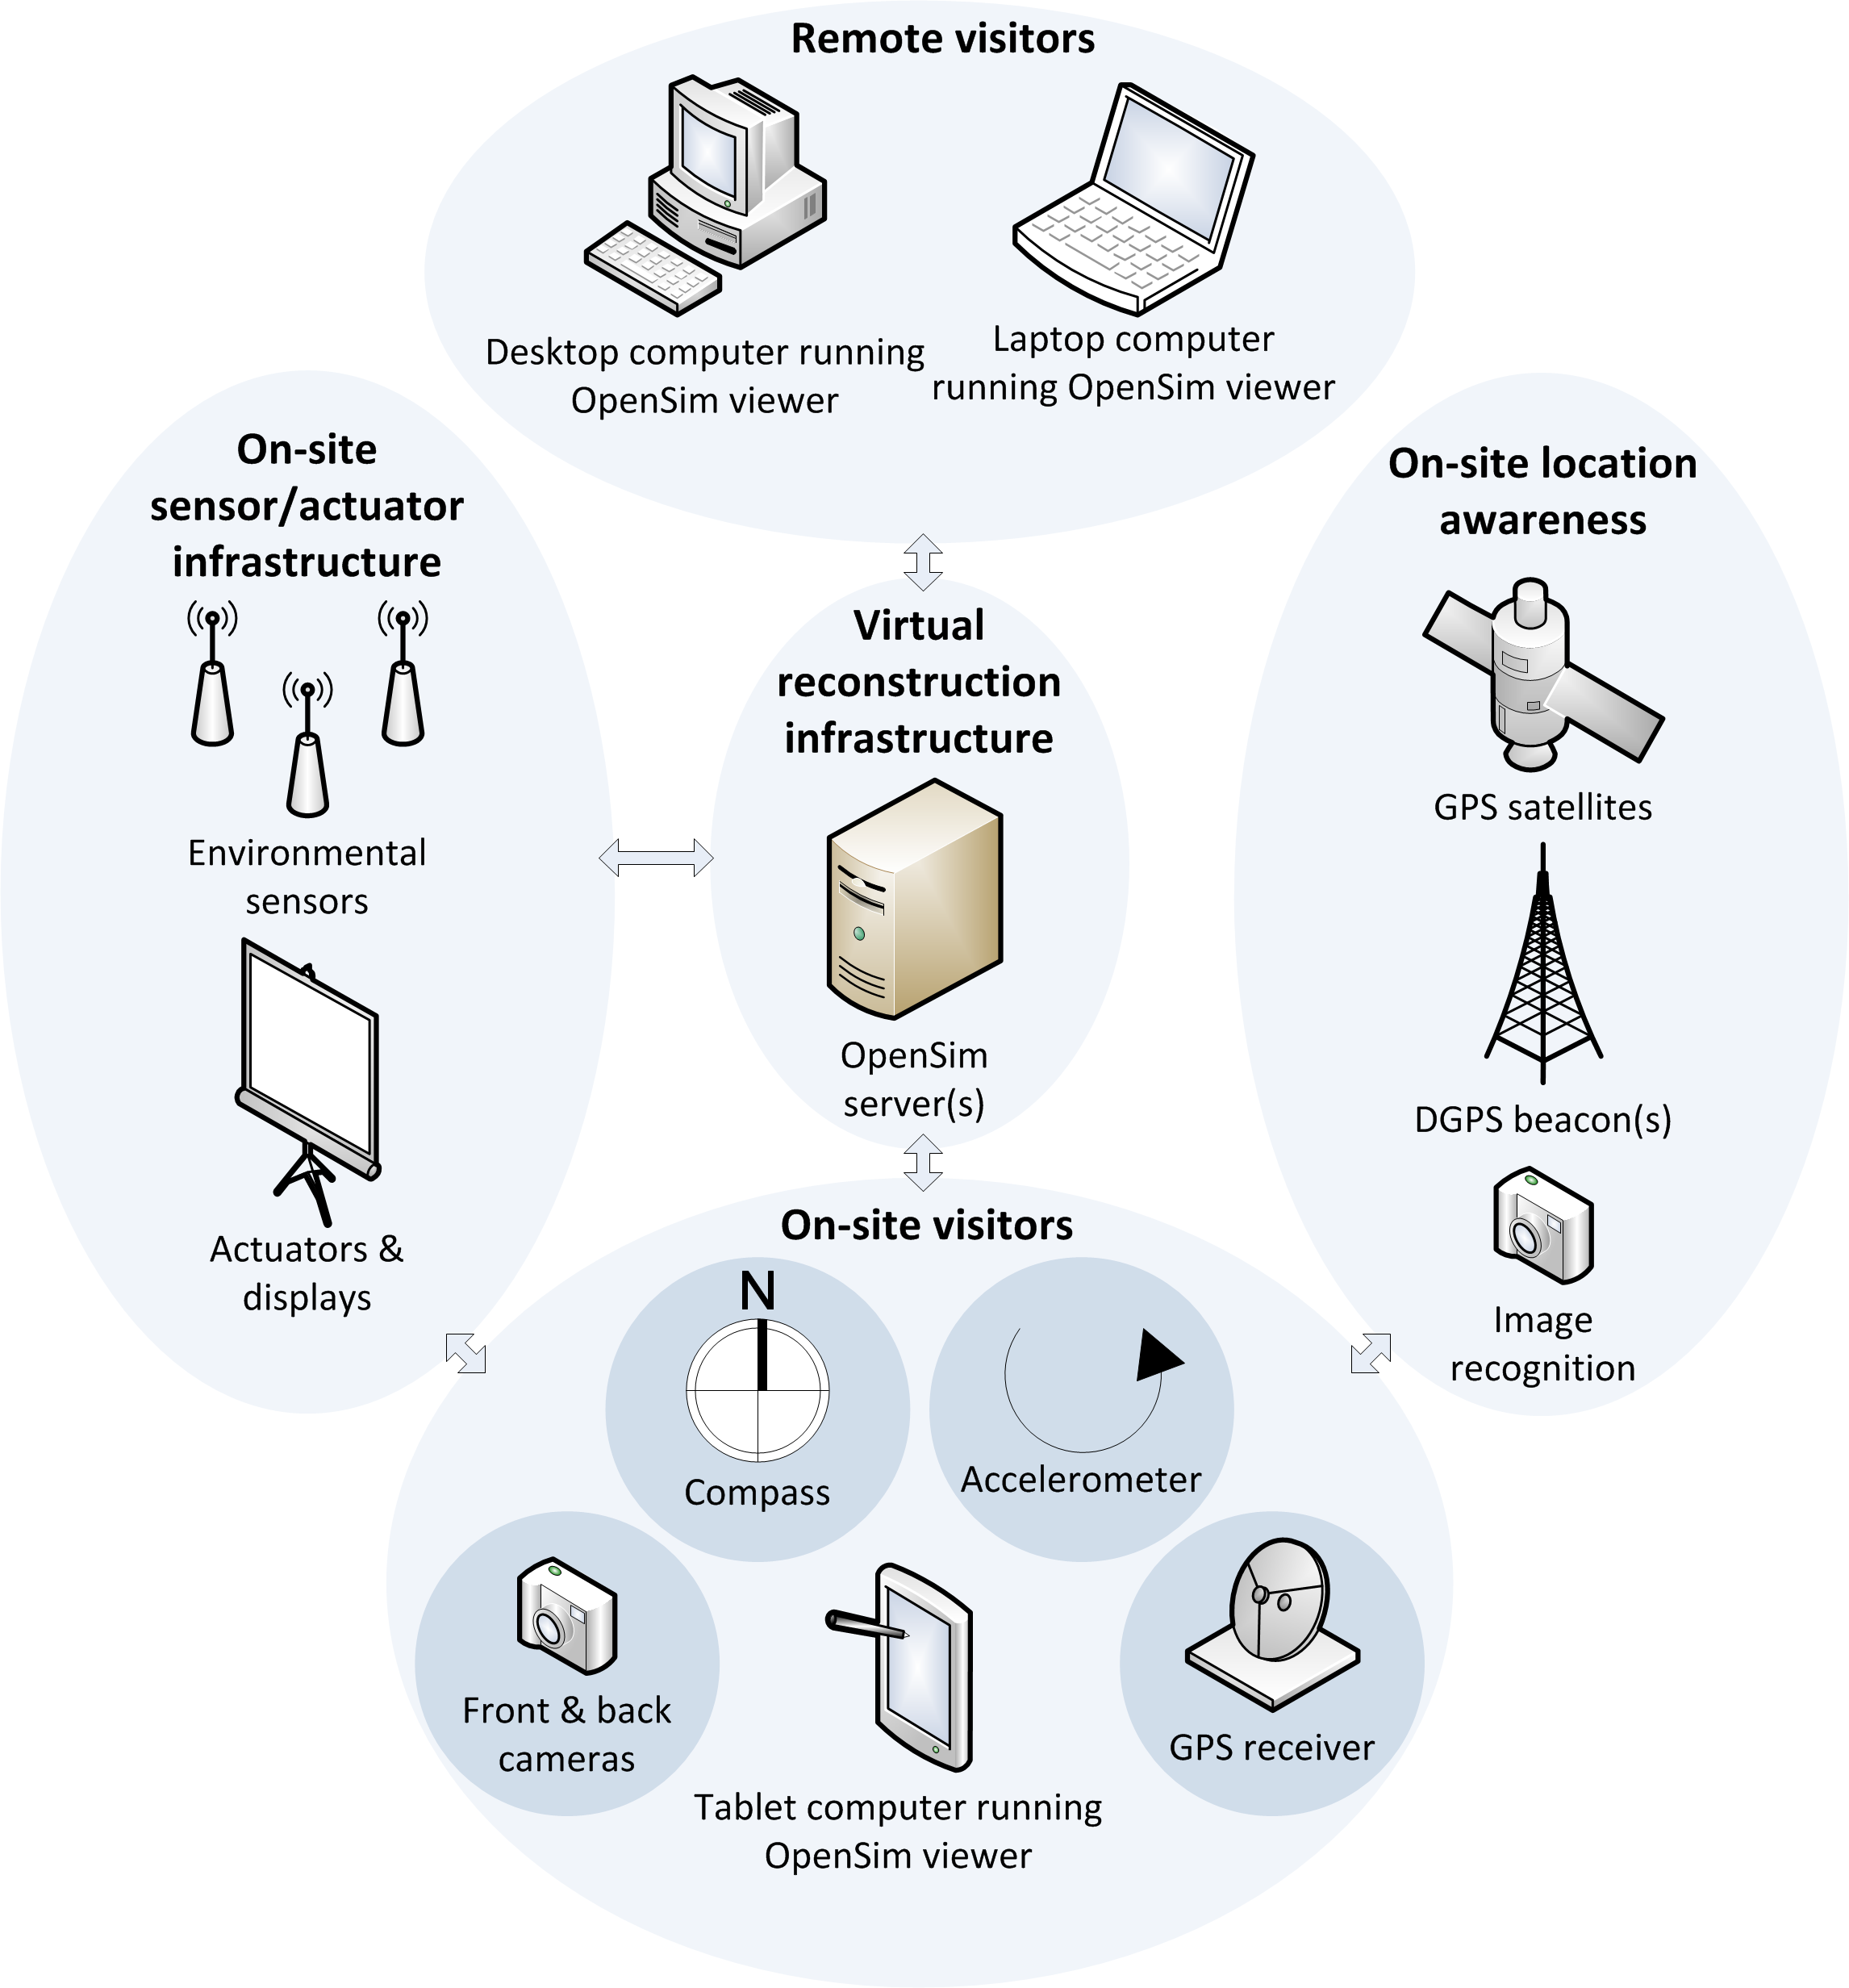 Remote visitors
Desktop computer running
OpenSim viewer
Laptop computer
running OpenSim viewer
On-site
sensor/actuator
infrastructure
Environmental
sensors
Actuators &
displays
Virtual
reconstruction
infrastructure
OpenSim
server(s)
On-site location
awareness
GPS satellites
DGPS beacon(s)
Image
recognition
On-site visitors
N
Compass
Accelerometer
Front & back
cameras
Tablet computer running
OpenSim viewer
GPS receiver